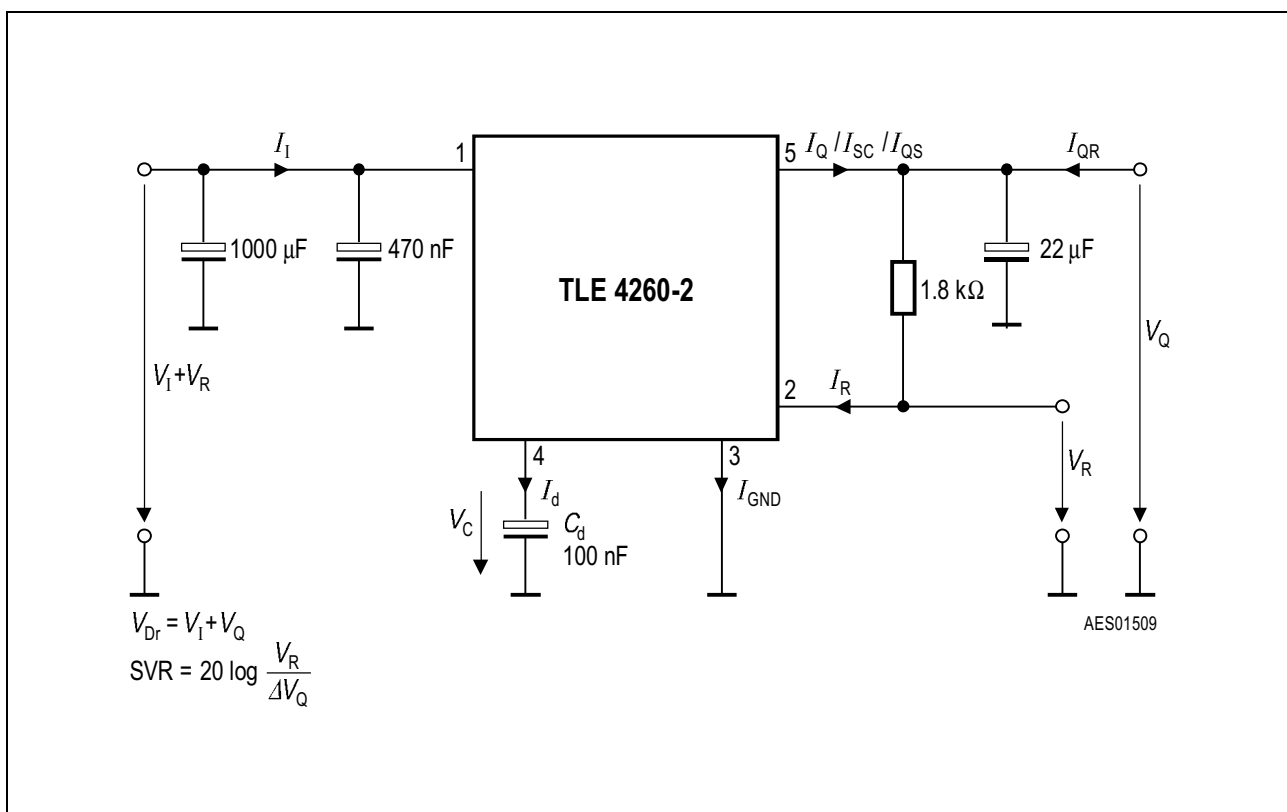 I_I
1
5
I_Q /I_SC /I_QS
I_QR
1000 µF
470 nF
22 µF
TLE 4260-2
1.8 kΩ
V_I+V_R
V_Q
2
I_R
4
3
V_R
I_d
I_GND
V_C
C_d
100 nF
V_Dr = V_I+V_Q
AES01509
SVR = 20 log V_R / ΔV_Q